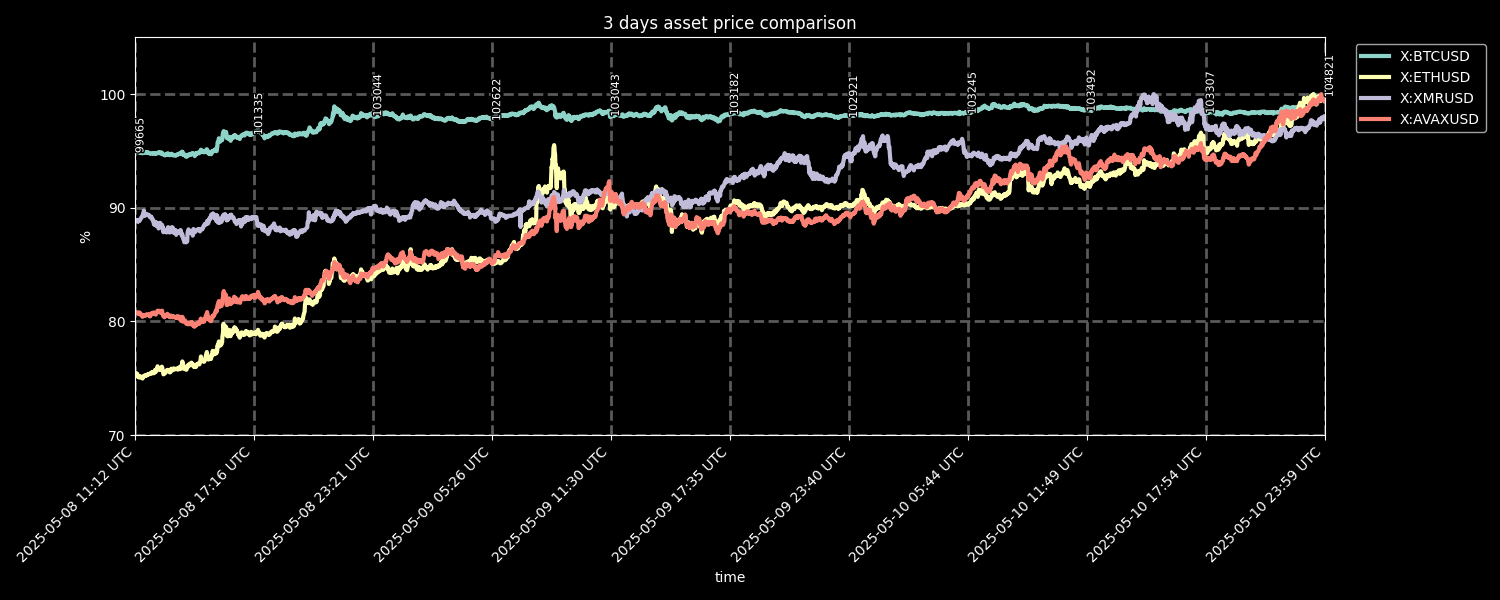 3 days asset price comparison
X:BTCUSD
X:ETHUSD
X:XMRUSD
X:AVAXUSD
100
90
80
70
%
99665
101335
103044
102622
103043
103182
102921
103245
103492
103307
104821
2025-05-08 11:12 UTC
2025-05-08 17:16 UTC
2025-05-08 23:21 UTC
2025-05-09 05:26 UTC
2025-05-09 11:30 UTC
2025-05-09 17:35 UTC
2025-05-09 23:40 UTC
2025-05-10 05:44 UTC
2025-05-10 11:49 UTC
2025-05-10 17:54 UTC
2025-05-10 23:59 UTC
time